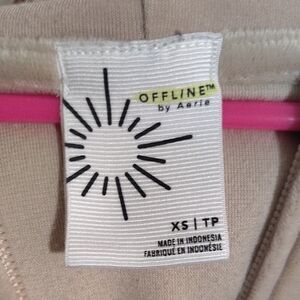 OFFLINE™
by Aerie
XS | TP
MADE IN INDONESIA
FABRIQUÉ EN INDONÉSIE